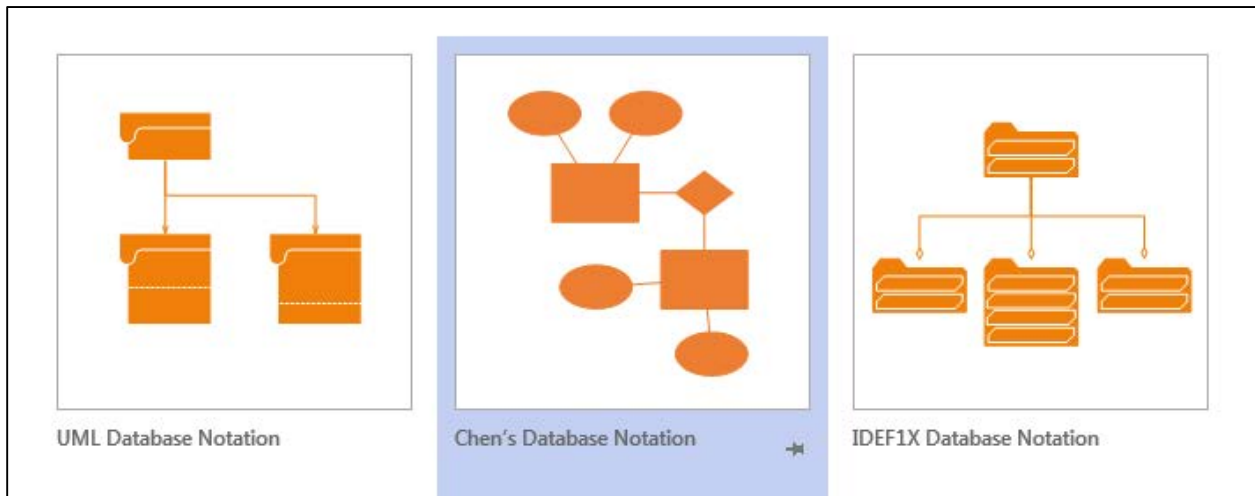 UML Database Notation
Chen's Database Notation
IDEF1X Database Notation